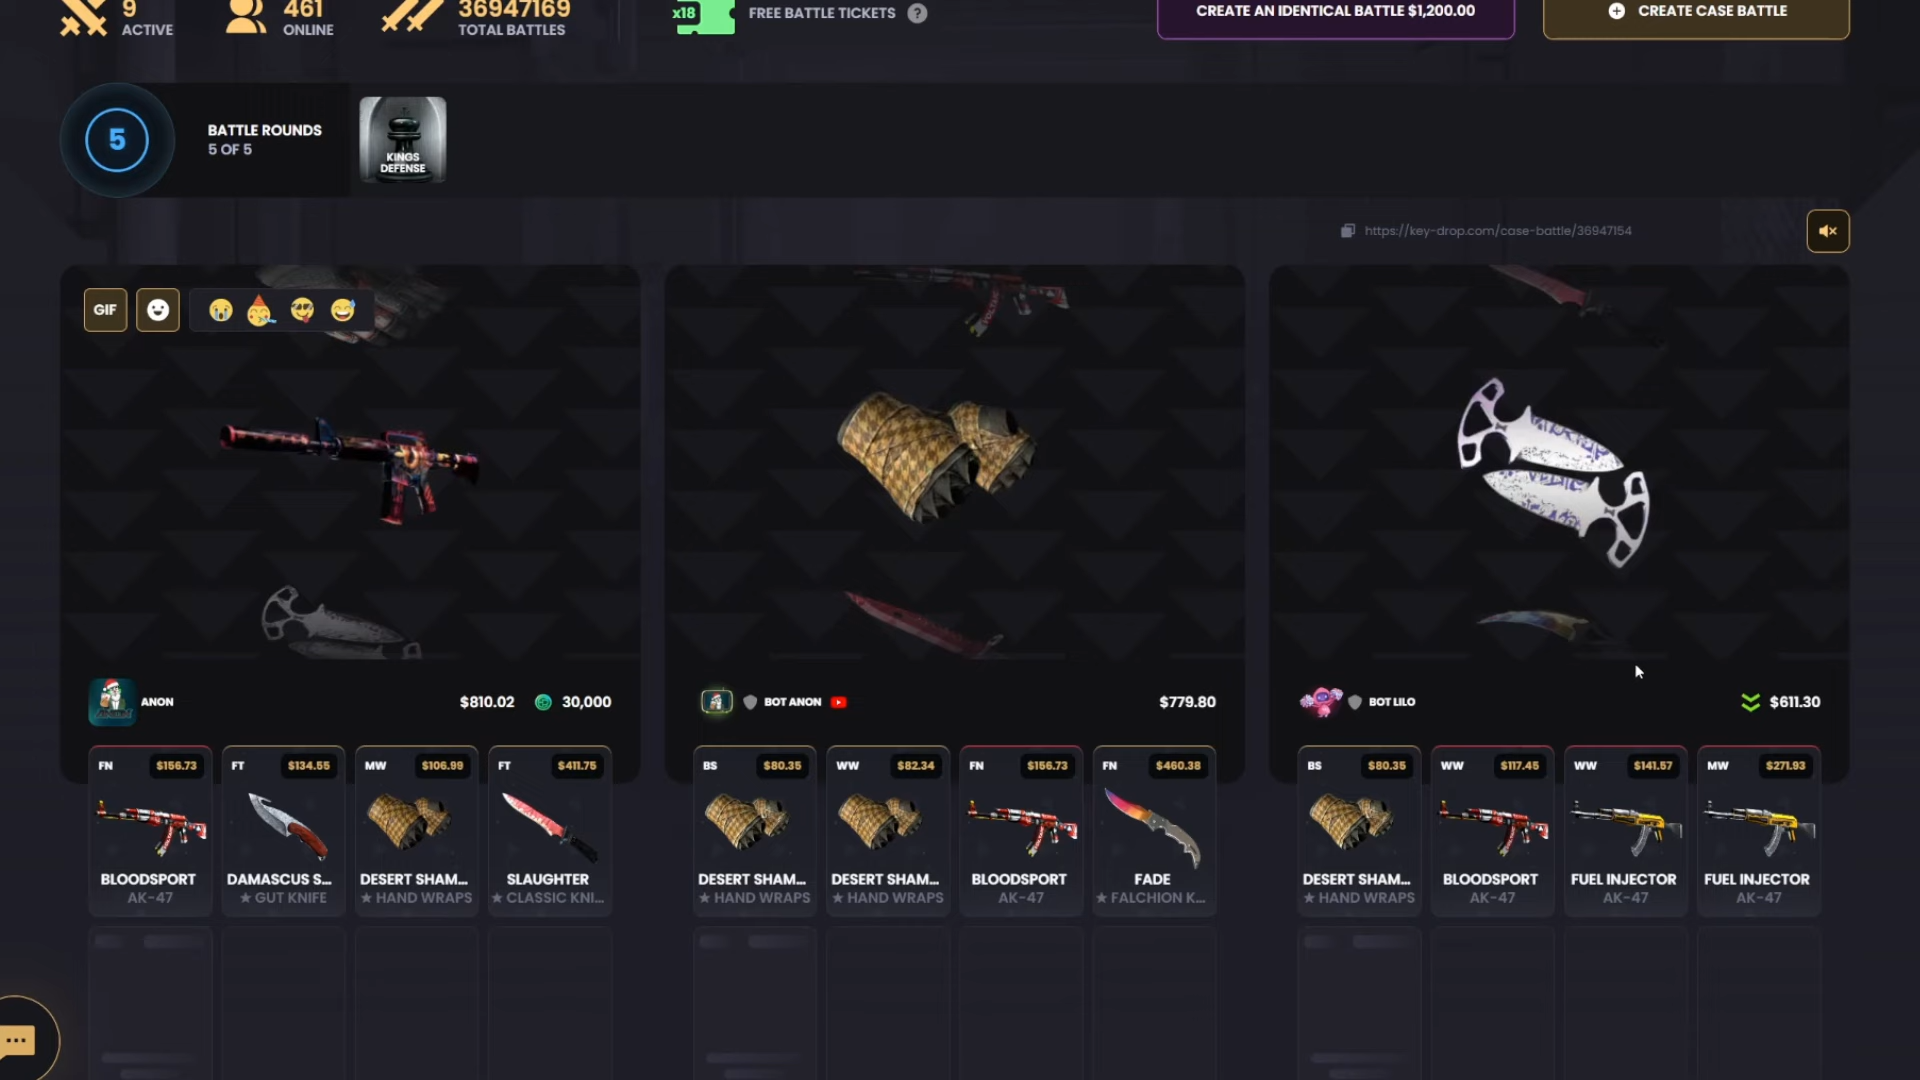 9
ACTIVE
461
ONLINE
36947169
TOTAL BATTLES
x18
FREE BATTLE TICKETS ?
CREATE AN IDENTICAL BATTLE $1,200.00
CREATE CASE BATTLE
5
BATTLE ROUNDS
5 OF 5
KINGS
DEFENSE
https://key-drop.com/case-battle/36947154
GIF
ANON
$810.02
30,000
BOT ANON
$779.80
BOT LILO
$611.30
FN $156.73
BLOODSPORT
AK-47
FT $134.55
DAMASCUS S...
★ GUT KNIFE
MW $106.99
DESERT SHAM...
★ HAND WRAPS
FT $411.75
SLAUGHTER
★ CLASSIC KNI...
BS $80.35
DESERT SHAM...
★ HAND WRAPS
WW $82.34
DESERT SHAM...
★ HAND WRAPS
FN $156.73
BLOODSPORT
AK-47
FN $460.38
FADE
★ FALCHION K...
BS $80.35
DESERT SHAM...
★ HAND WRAPS
WW $117.45
BLOODSPORT
AK-47
WW $141.57
FUEL INJECTOR
AK-47
MW $271.93
FUEL INJECTOR
AK-47